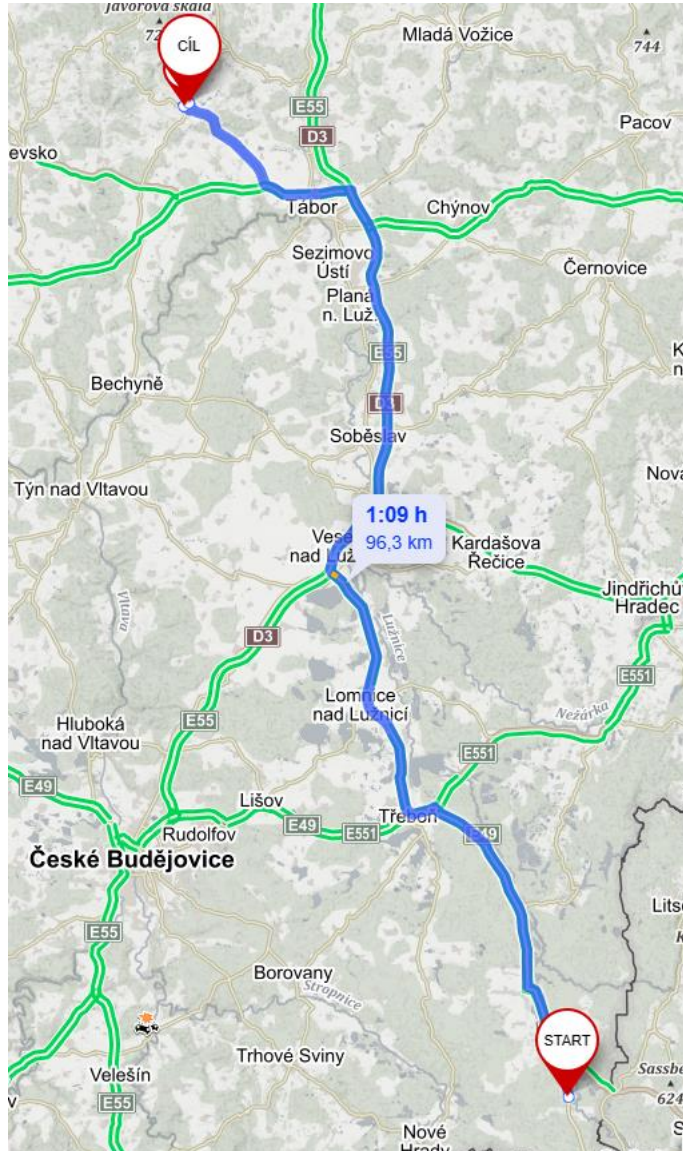 Javorová skála
CÍL
Mladá Vožice
744
E55
D3
Pacov
evsko
Tábor
Chýnov
Sezimovo
Ústí
Černovice
Planá
n. Luž.
E55
K
n
Bechyně
D3
Soběslav
Týn nad Vltavou
Nová
1:09 h
96,3 km
Kardašova
Řečice
Vltava
Jindřichův
Hradec
Lužnice
D3
E551
Lomnice
nad Lužnicí
Nežárka
E55
Hluboká
nad Vltavou
E551
E49
Lišov
E49
E551
Třeboň
Rudolfov
E49
České Budějovice
Lits
E55
Borovany
Stropnice
START
Trhové Sviny
Velešín
Sassbe
624
E55
Nové
Hrady
S